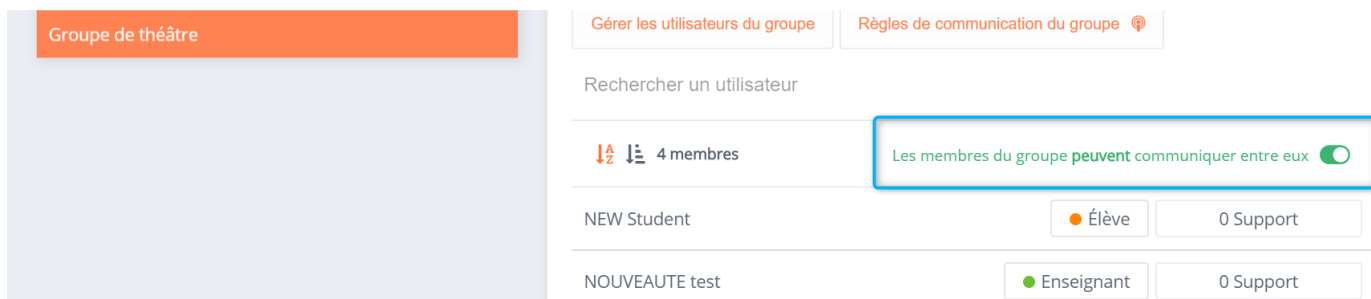 Groupe de théâtre
Gérer les utilisateurs du groupe
Règles de communication du groupe
Rechercher un utilisateur
4 membres
Les membres du groupe peuvent communiquer entre eux
NEW Student Élève 0 Support
NOUVEAUTE test Enseignant 0 Support